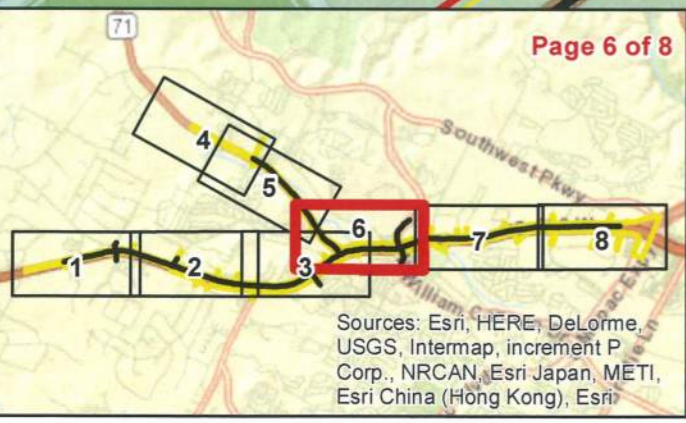 71
Page 6 of 8
Southwest Pkwy
4
5
6
7
8
1
2
3
William
Sources: Esri, HERE, DeLorme,
USGS, Intermap, increment P
Corp., NRCAN, Esri Japan, METI,
Esri China (Hong Kong), Esri